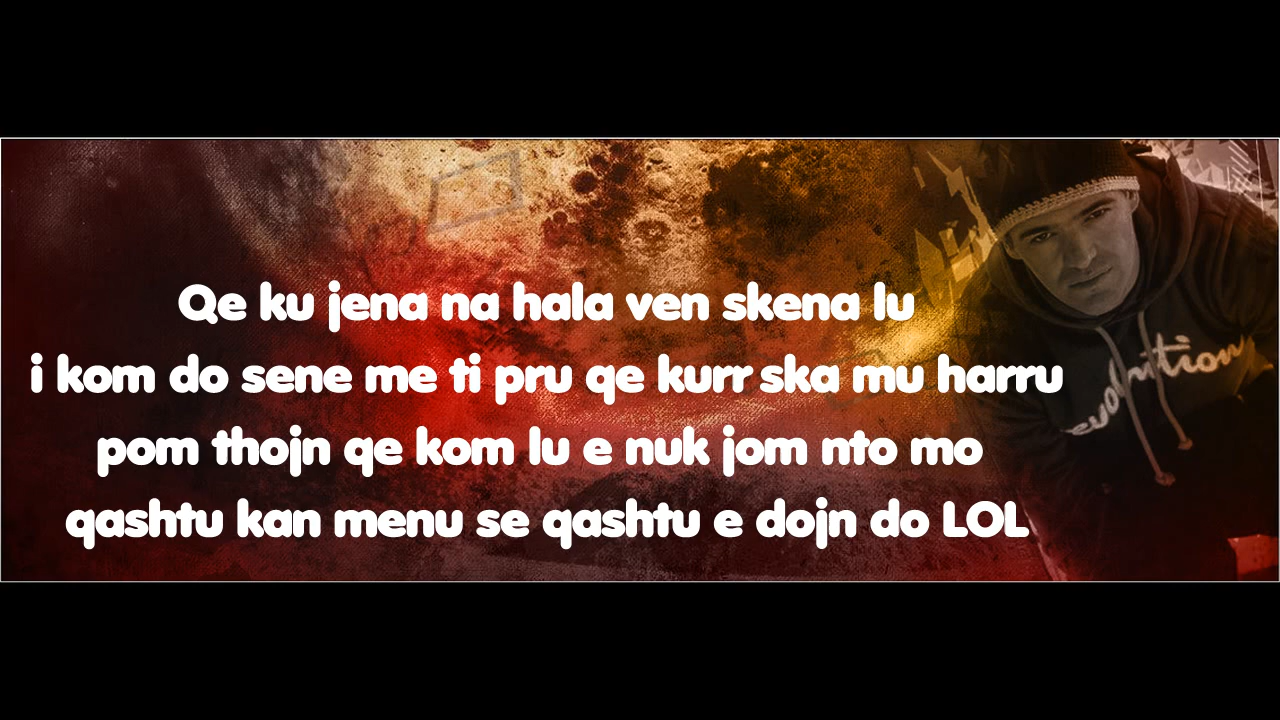 Qe ku jena na hala ven skena lu
i kom do sene me ti pru qe kurr ska mu harru
pom thojn qe kom lu e nuk jom nto mo
qashtu kan menu se qashtu e dojn do LOL